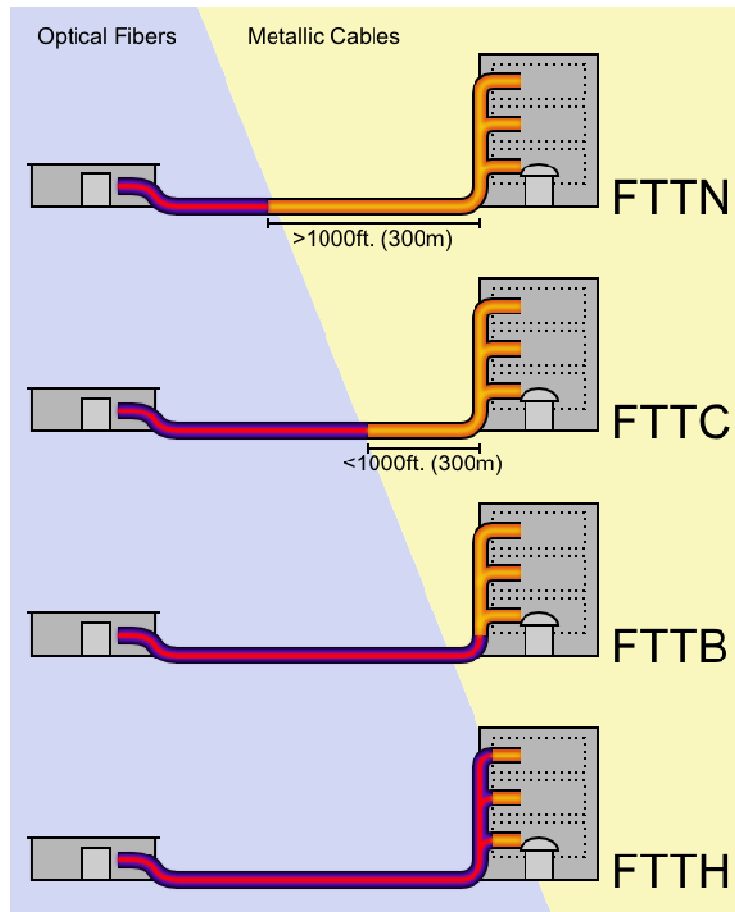 Optical Fibers
Metallic Cables
FTTN
>1000ft. (300m)
FTTC
<1000ft. (300m)
FTTB
FTTH